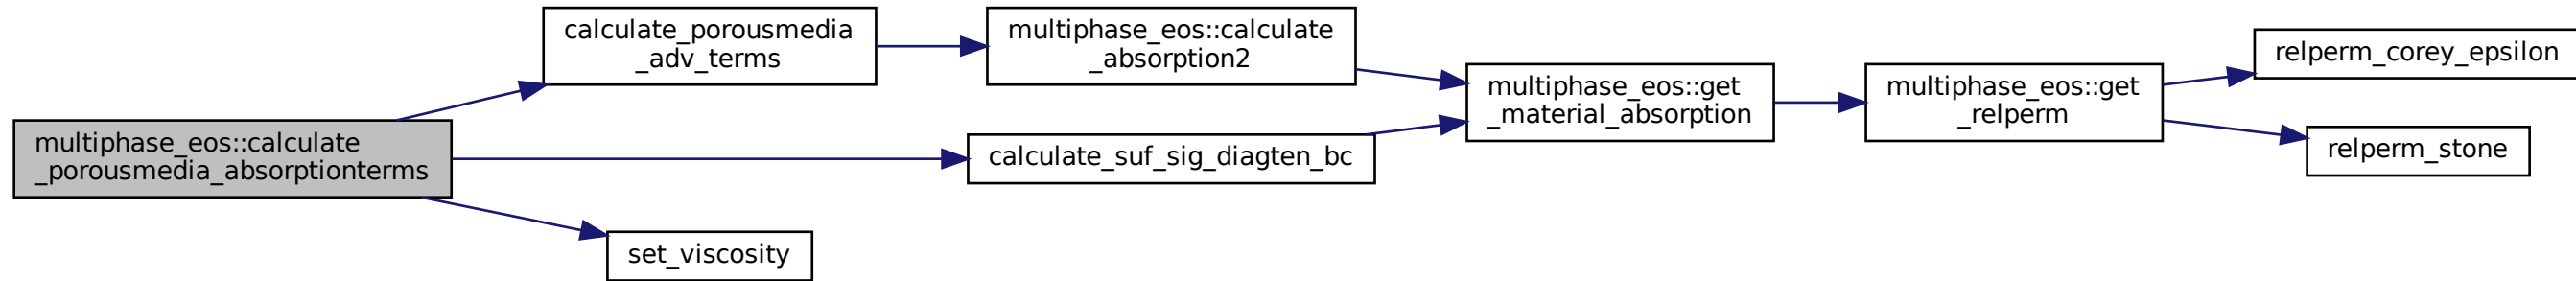 multiphase_eos::calculate
_porousmedia_absorptionterms
calculate_porousmedia
_adv_terms
multiphase_eos::calculate
_absorption2
calculate_suf_sig_diagten_bc
set_viscosity
multiphase_eos::get
_material_absorption
multiphase_eos::get
_relperm
relperm_corey_epsilon
relperm_stone